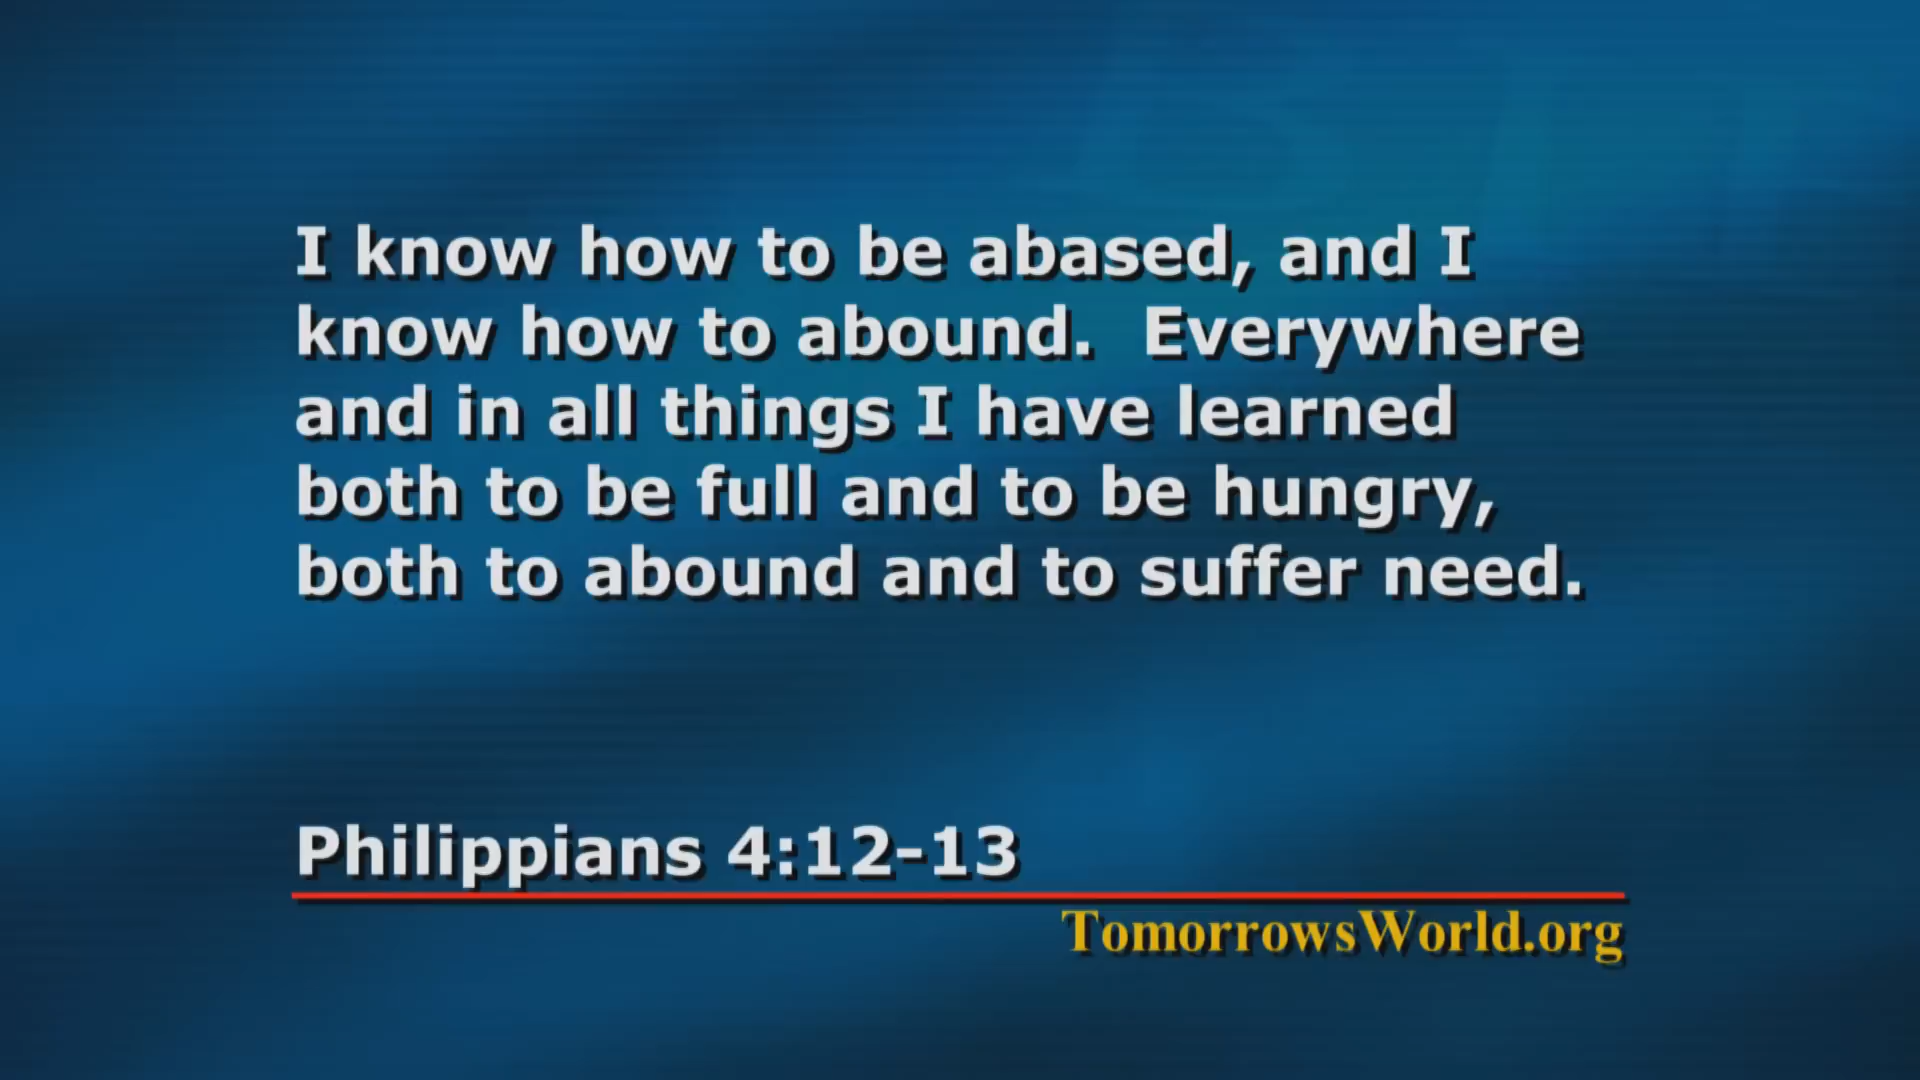 I know how to be abased, and I
know how to abound.  Everywhere
and in all things I have learned
both to be full and to be hungry,
both to abound and to suffer need.
Philippians 4:12-13
TomorrowsWorld.org